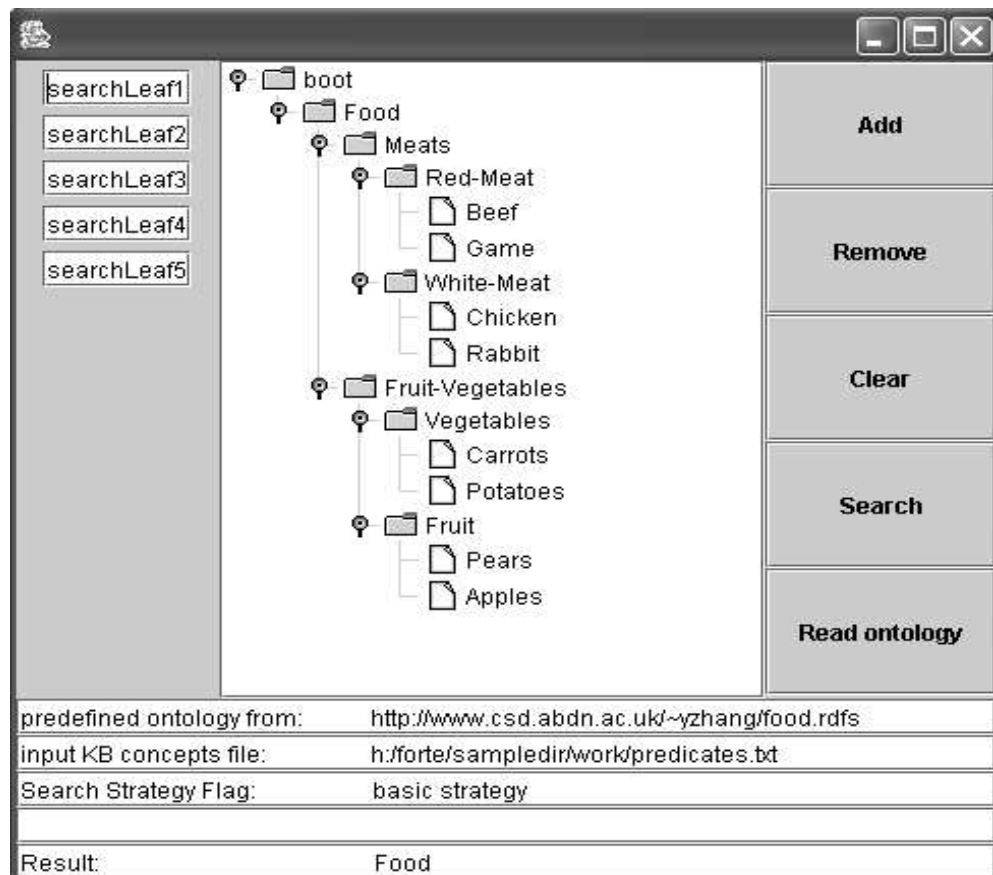 searchLeaf1
searchLeaf2
searchLeaf3
searchLeaf4
searchLeaf5
boot
Food
Meats
Red-Meat
Beef
Game
White-Meat
Chicken
Rabbit
Fruit-Vegetables
Vegetables
Carrots
Potatoes
Fruit
Pears
Apples
Add
Remove
Clear
Search
Read ontology
predefined ontology from: http://www.csd.abdn.ac.uk/~yzhang/food.rdfs
input KB concepts file: h:/forte/sampledir/work/predicates.txt
Search Strategy Flag: basic strategy
Result: Food